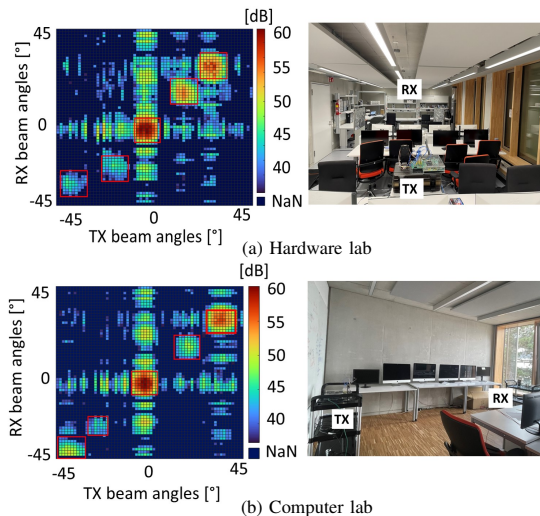 [dB]
45
60
RX beam angles [°]
55
RX
0
50
45
40
TX
-45
NaN
-45
0
45
TX beam angles [°]
(a) Hardware lab
[dB]
45
60
RX beam angles [°]
55
50
0
TX
RX
45
40
-45
NaN
-45
0
45
TX beam angles [°]
(b) Computer lab